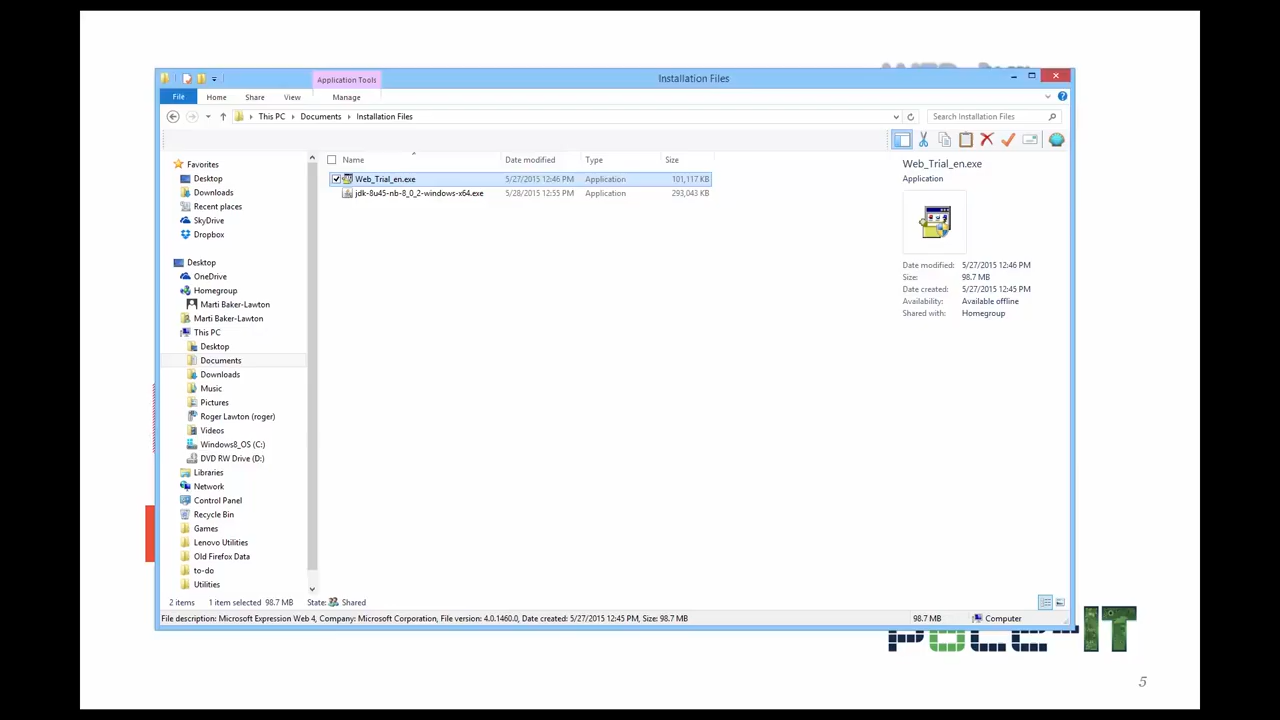 Application Tools
Installation Files
File Home Share View Manage
This PC Documents Installation Files
Search Installation Files
Name Date modified Type Size
Web_Trial_en.exe 5/27/2015 12:46 PM Application 101,117 KB
jdk-8u45-nb-8_0_2-windows-x64.exe 5/28/2015 12:55 PM Application 293,043 KB
Favorites
Desktop
Downloads
Recent places
SkyDrive
Dropbox
Desktop
OneDrive
Homegroup
Marti Baker-Lawton
Marti Baker-Lawton
This PC
Desktop
Documents
Downloads
Music
Pictures
Roger Lawton (roger)
Videos
Windows8_OS (C:)
DVD RW Drive (D:)
Libraries
Network
Control Panel
Recycle Bin
Games
Lenovo Utilities
Old Firefox Data
to-do
Utilities
Web_Trial_en.exe
Application
Date modified: 5/27/2015 12:46 PM
Size: 98.7 MB
Date created: 5/27/2015 12:45 PM
Availability: Available offline
Shared with: Homegroup
2 items 1 item selected 98.7 MB State: Shared
File description: Microsoft Expression Web 4, Company: Microsoft Corporation, File version: 4.0.1460.0, Date created: 5/27/2015 12:45 PM, Size: 98.7 MB
98.7 MB Computer
IT
5